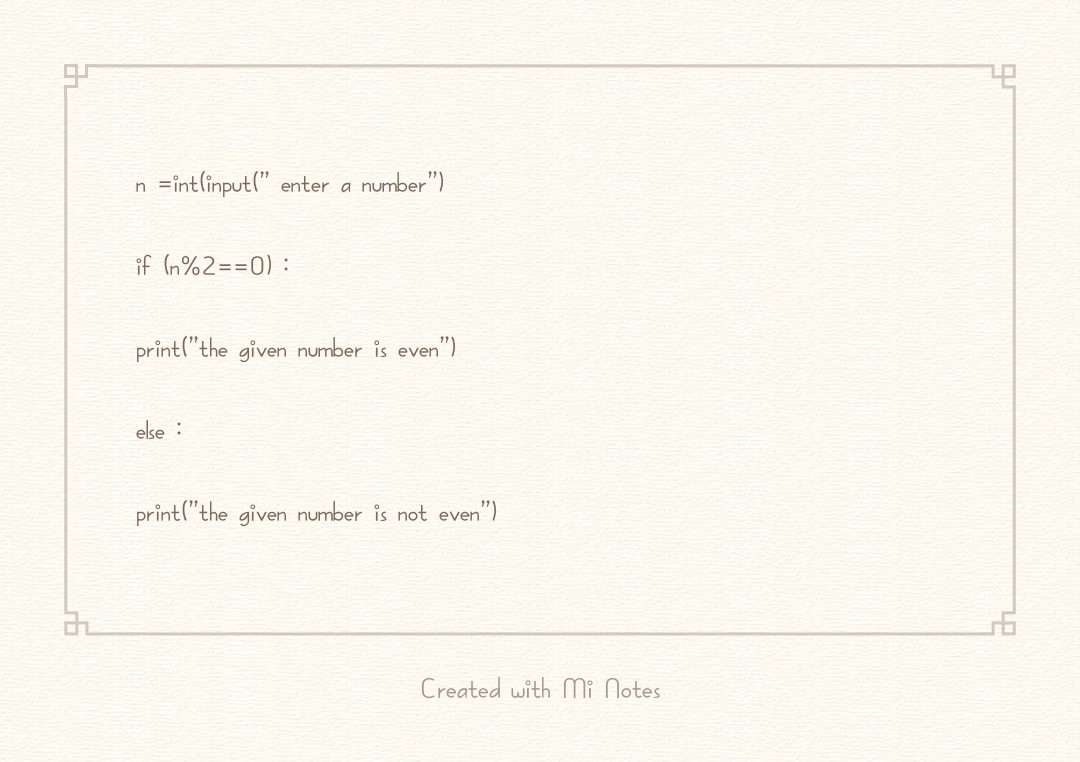 n =int(input(” enter a number”)
if (n%2==0) :
print(”the given number is even”)
else :
print(”the given number is not even”)
Created with Mi Notes